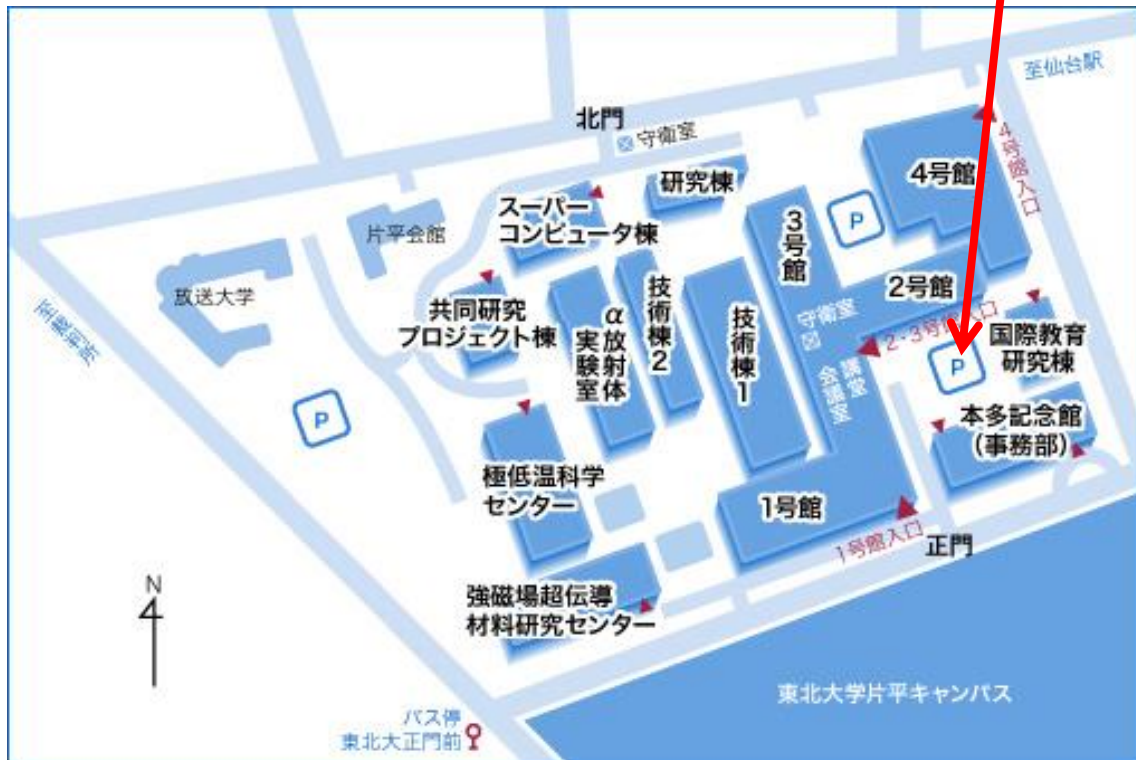 至仙台駅
北門
守衛室
研究棟
4号館
4号館入口
スーパー
コンピュータ棟
片平会館
3号館
P
放送大学
共同研究
プロジェクト棟
α放射体
実験室
技術棟2
技術棟1
守衛室
2号館
2・3号館入口
国際教育
研究棟
P
講堂
会議室
本多記念館
(事務部)
P
極低温科学
センター
1号館
1号館入口
正門
強磁場超伝導
材料研究センター
N
東北大学片平キャンパス
バス停
東北大正門前